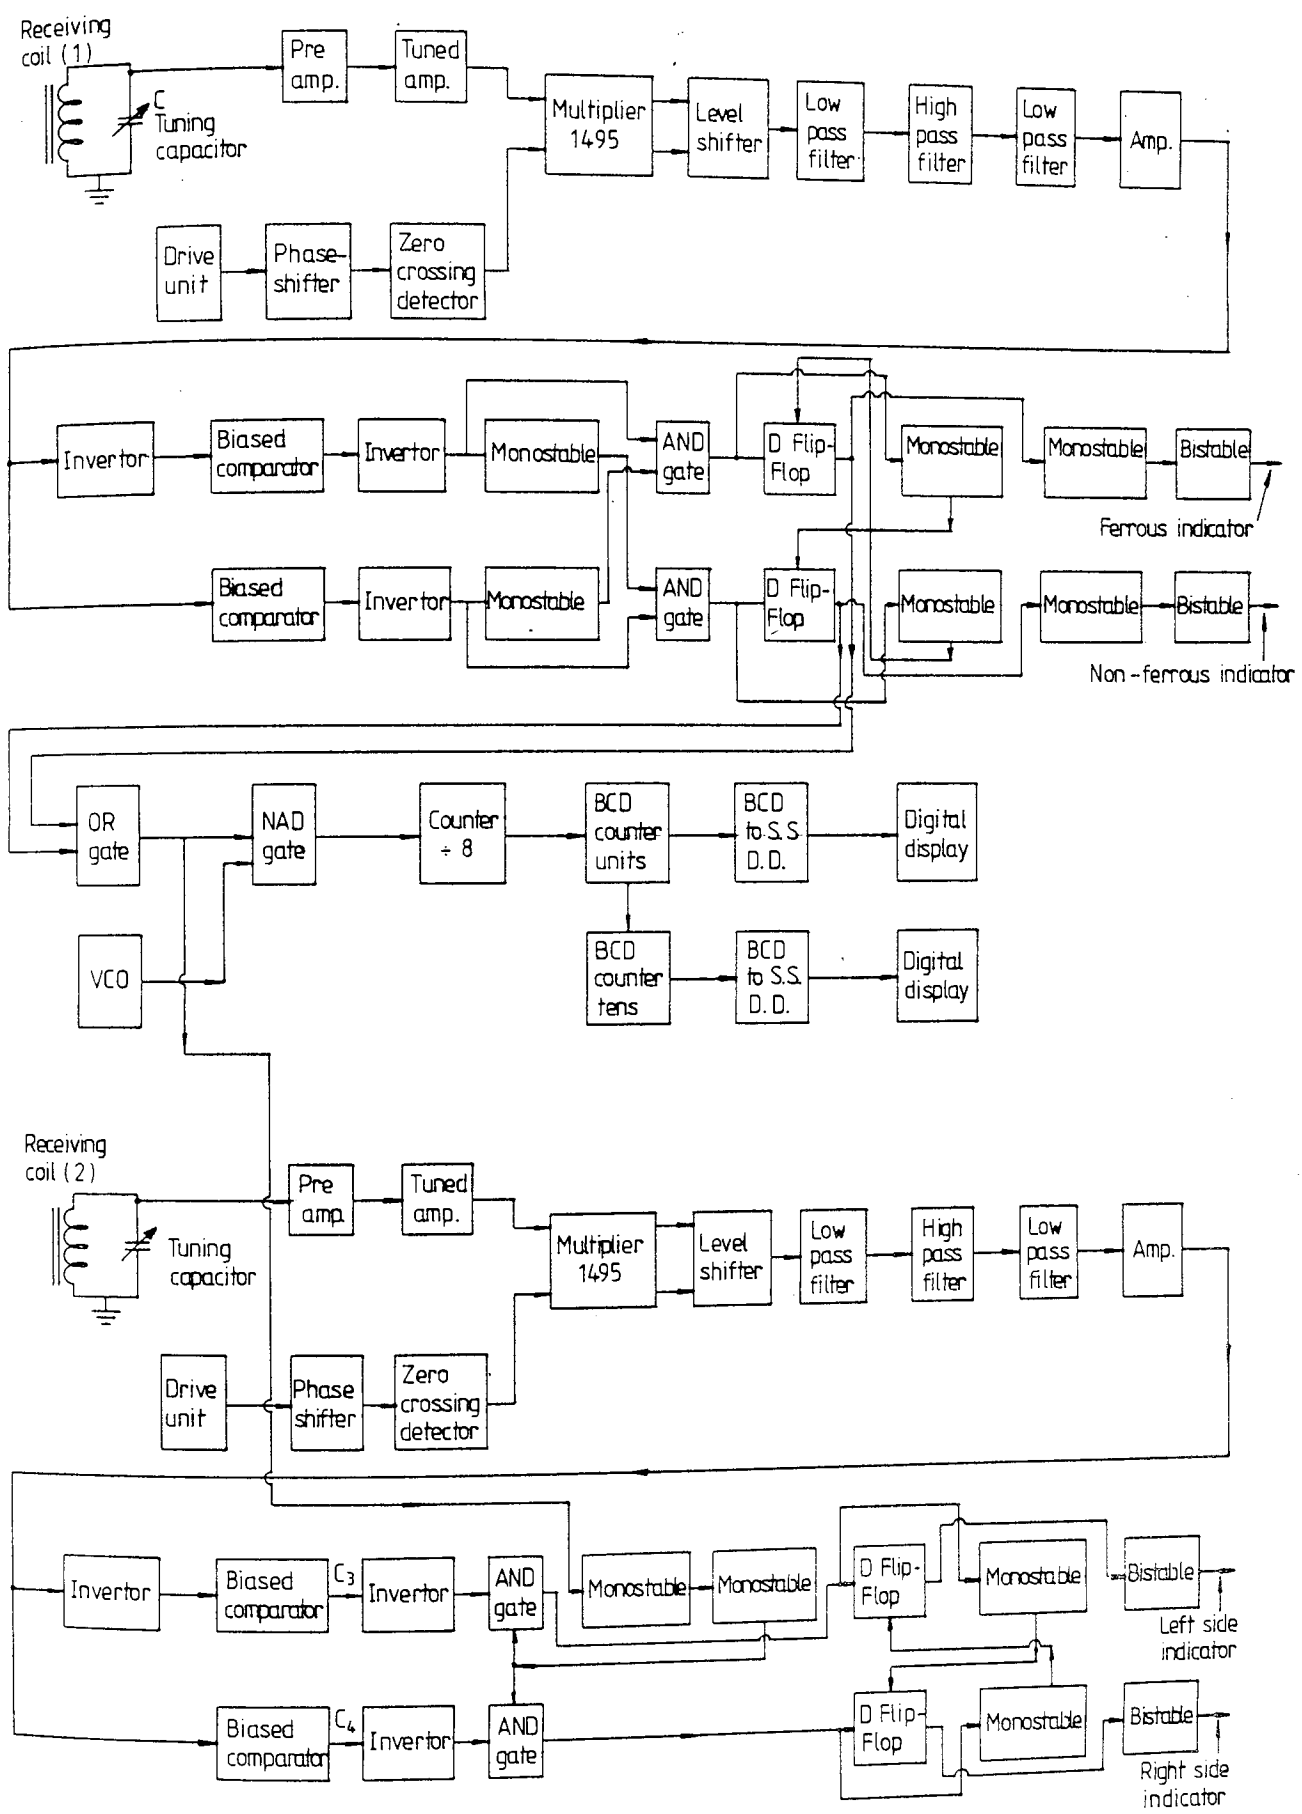 Receiving
coil (1)
C
Tuning
capacitor
Pre
amp.
Tuned
amp.
Multiplier
1495
Level
shifter
Low
pass
filter
High
pass
filter
Low
pass
filter
Amp.
Drive
unit
Phase-
shifter
Zero
crossing
detector
Invertor
Biased
comparator
Invertor
Monostable
AND
gate
D Flip-
Flop
Monostable
Monostable
Bistable
Ferrous indicator
Biased
comparator
Invertor
Monostable
AND
gate
D Flip-
Flop
Monostable
Monostable
Bistable
Non-ferrous indicator
OR
gate
NAD
gate
Counter
÷ 8
BCD
counter
units
BCD
to S.S
D.D.
Digital
display
VCO
BCD
counter
tens
BCD
to S.S.
D.D.
Digital
display
Receiving
coil (2)
Tuning
capacitor
Pre
amp
Tuned
amp.
Multiplier
1495
Level
shifter
Low
pass
filter
High
pass
filter
Low
pass
filter
Amp.
Drive
unit
Phase
shifter
Zero
crossing
detector
Invertor
Biased
comparator
C3
Invertor
AND
gate
Monostable
Monostable
D Flip-
Flop
Monostable
Bistable
Left side
indicator
Biased
comparator
C4
Invertor
AND
gate
D Flip-
Flop
Monostable
Bistable
Right side
indicator